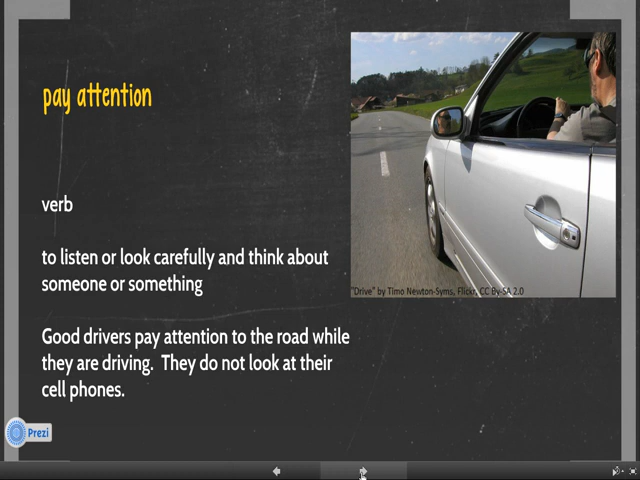 pay attention
verb
to listen or look carefully and think about
someone or something
Good drivers pay attention to the road while
they are driving.  They do not look at their
cell phones.
"Drive" by Timo Newton-Syms, Flickr, CC By-SA 2.0
Prezi